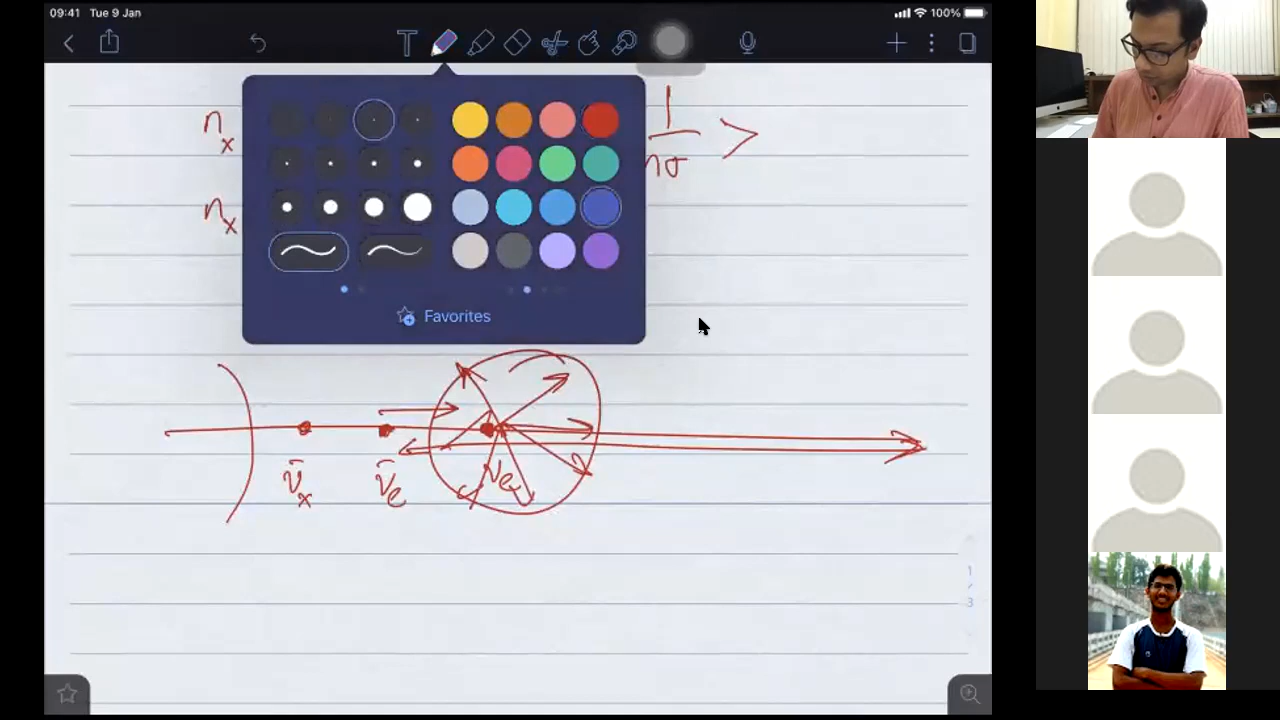 09:41 Tue 9 Jan
100%
T
n_x
1
nσ >
n_x
Favorites
ν̄_x ν̄_e ν_e
1
/
3